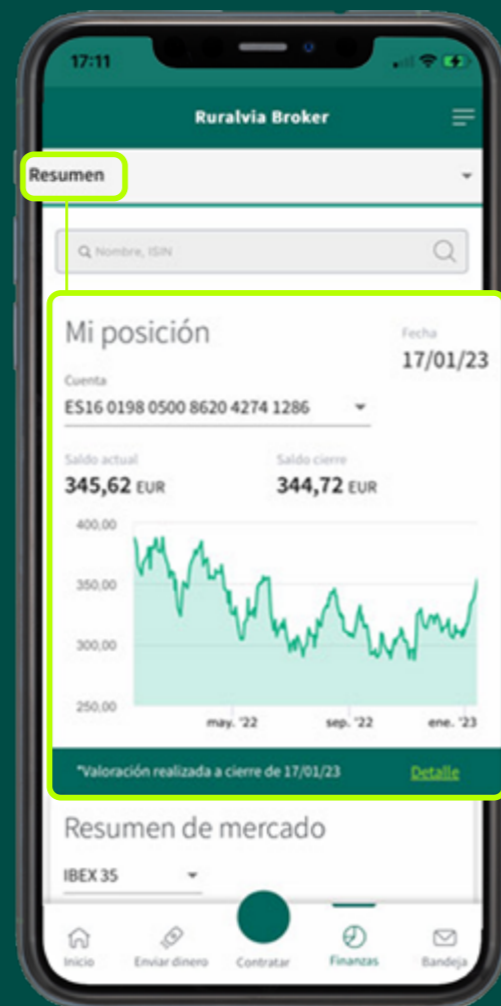 17:11
Ruralvia Broker
Resumen
Nombre, ISIN
Mi posición
Fecha
17/01/23
Cuenta
ES16 0198 0500 8620 4274 1286
Saldo actual
Saldo cierre
345,62 EUR
344,72 EUR
400,00
350,00
300,00
250,00
may. '22
sep. '22
ene. '23
*Valoración realizada a cierre de 17/01/23
Detalle
Resumen de mercado
IBEX 35
Inicio
Enviar dinero
Contratar
Finanzas
Bandeja